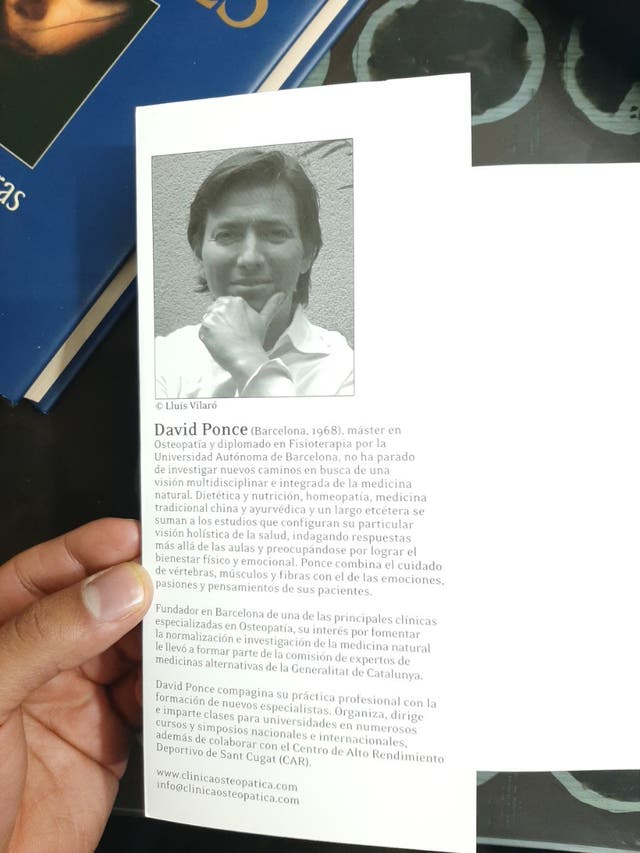 ras
© Lluís Vilaró
David Ponce (Barcelona, 1968), máster en
Osteopatía y diplomado en Fisioterapia por la
Universidad Autónoma de Barcelona, no ha parado
de investigar nuevos caminos en busca de una
visión multidisciplinar e integrada de la medicina
natural. Dietética y nutrición, homeopatía, medicina
tradicional china y ayurvédica y un largo etcétera se
suman a los estudios que configuran su particular
visión holística de la salud, indagando respuestas
más allá de las aulas y preocupándose por lograr el
bienestar físico y emocional. Ponce combina el cuidado
de vértebras, músculos y fibras con el de las emociones,
pasiones y pensamientos de sus pacientes.
Fundador en Barcelona de una de las principales clínicas
especializadas en Osteopatía, su interés por fomentar
la normalización e investigación de la medicina natural
le llevó a formar parte de la comisión de expertos de
medicinas alternativas de la Generalitat de Catalunya.
David Ponce compagina su práctica profesional con la
formación de nuevos especialistas. Organiza, dirige
e imparte clases para universidades en numerosos
cursos y simposios nacionales e internacionales,
además de colaborar con el Centro de Alto Rendimiento
Deportivo de Sant Cugat (CAR).
www.clinicaosteopatica.com
info@clinicaosteopatica.com